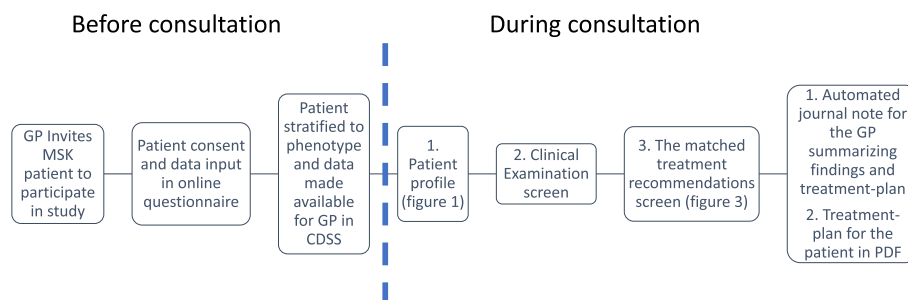 Before consultation
During consultation
GP Invites
MSK
patient to
participate
in study
Patient consent
and data input
in online
questionnaire
Patient
stratified to
phenotype
and data
made
available
for GP in
CDSS
1.
Patient
profile
(figure 1)
2. Clinical
Examination
screen
3. The matched
treatment
recommendations
screen (figure 3)
1. Automated
journal note for
the GP
summarizing
findings and
treatment-plan
2. Treatment-
plan for the
patient in PDF